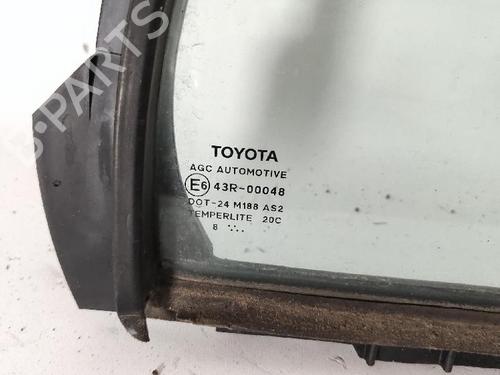 B-PARTS
TOYOTA
AGC AUTOMOTIVE
E6 43R-00048
DOT-24 M188 AS2
TEMPERLITE 20C
8